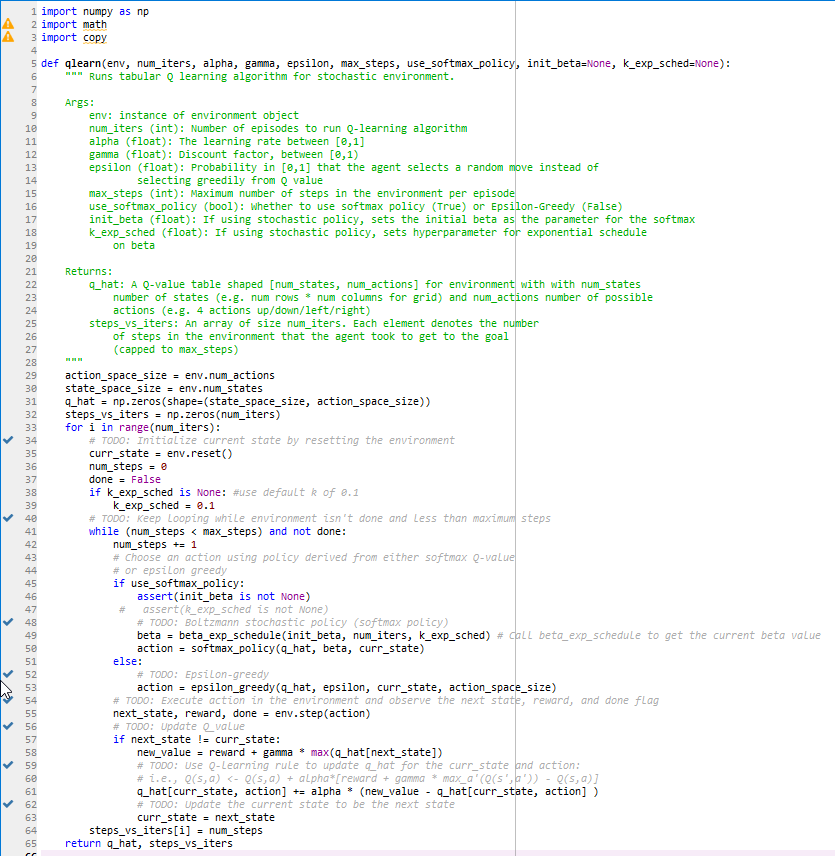 1 import numpy as np
2 import math
3 import copy
4
5 def qlearn(env, num_iters, alpha, gamma, epsilon, max_steps, use_softmax_policy, init_beta=None, k_exp_sched=None):
6     """ Runs tabular Q learning algorithm for stochastic environment.
7
8     Args:
9         env: instance of environment object
10         num_iters (int): Number of episodes to run Q-learning algorithm
11         alpha (float): The learning rate between [0,1]
12         gamma (float): Discount factor, between [0,1)
13         epsilon (float): Probability in [0,1] that the agent selects a random move instead of
14                 selecting greedily from Q value
15         max_steps (int): Maximum number of steps in the environment per episode
16         use_softmax_policy (bool): Whether to use softmax policy (True) or Epsilon-Greedy (False)
17         init_beta (float): If using stochastic policy, sets the initial beta as the parameter for the softmax
18         k_exp_sched (float): If using stochastic policy, sets hyperparameter for exponential schedule
19             on beta
20
21     Returns:
22         q_hat: A Q-value table shaped [num_states, num_actions] for environment with with num_states
23             number of states (e.g. num rows * num columns for grid) and num_actions number of possible
24             actions (e.g. 4 actions up/down/left/right)
25         steps_vs_iters: An array of size num_iters. Each element denotes the number
26             of steps in the environment that the agent took to get to the goal
27             (capped to max_steps)
28     """
29     action_space_size = env.num_actions
30     state_space_size = env.num_states
31     q_hat = np.zeros(shape=(state_space_size, action_space_size))
32     steps_vs_iters = np.zeros(num_iters)
33     for i in range(num_iters):
34         # TODO: Initialize current state by resetting the environment
35         curr_state = env.reset()
36         num_steps = 0
37         done = False
38         if k_exp_sched is None: #use default k of 0.1
39             k_exp_sched = 0.1
40         # TODO: Keep looping while environment isn't done and less than maximum steps
41         while (num_steps < max_steps) and not done:
42             num_steps += 1
43             # Choose an action using policy derived from either softmax Q-value
44             # or epsilon greedy
45             if use_softmax_policy:
46                 assert(init_beta is not None)
47              #   assert(k_exp_sched is not None)
48                 # TODO: Boltzmann stochastic policy (softmax policy)
49                 beta = beta_exp_schedule(init_beta, num_iters, k_exp_sched) # Call beta_exp_schedule to get the current beta value
50                 action = softmax_policy(q_hat, beta, curr_state)
51             else:
52                 # TODO: Epsilon-greedy
53                 action = epsilon_greedy(q_hat, epsilon, curr_state, action_space_size)
54             # TODO: Execute action in the environment and observe the next state, reward, and done flag
55             next_state, reward, done = env.step(action)
56             # TODO: Update Q_value
57             if next_state != curr_state:
58                 new_value = reward + gamma * max(q_hat[next_state])
59                 # TODO: Use Q-learning rule to update q_hat for the curr_state and action:
60                 # i.e., Q(s,a) <- Q(s,a) + alpha*[reward + gamma * max_a'(Q(s',a')) - Q(s,a)]
61                 q_hat[curr_state, action] += alpha * (new_value - q_hat[curr_state, action] )
62                 # TODO: Update the current state to be the next state
63                 curr_state = next_state
64         steps_vs_iters[i] = num_steps
65     return q_hat, steps_vs_iters